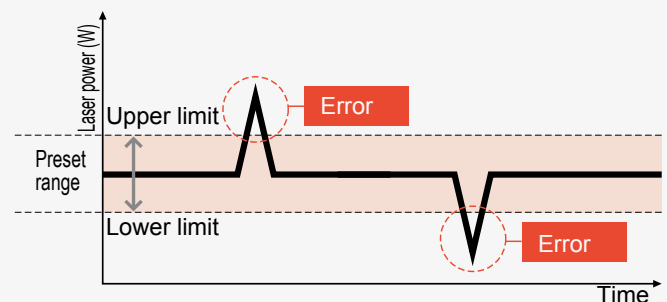 Laser power (W)
Error
Upper limit
Preset
range
Lower limit
Error
Time